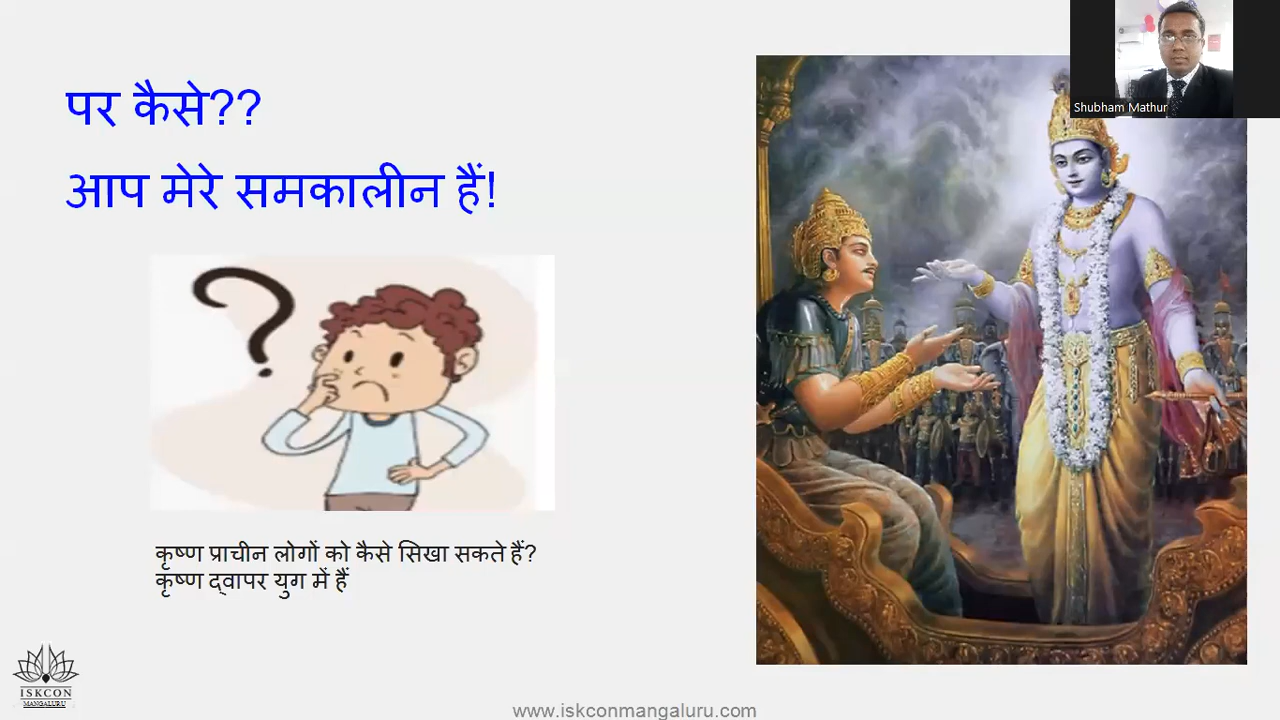 पर कैसे??
आप मेरे समकालीन हैं!
Shubham Mathur
कृष्ण प्राचीन लोगों को कैसे सिखा सकते हैं?
कृष्ण द्वापर युग में हैं
ISKCON
MANGALURU
www.iskconmangaluru.com